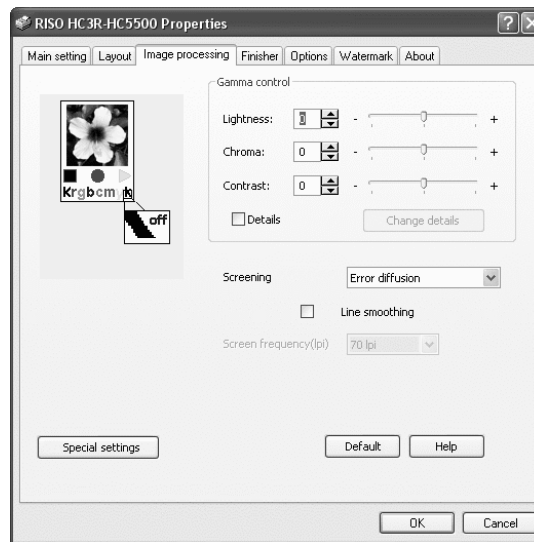 RISO HC3R-HC5500 Properties
Main setting Layout Image processing Finisher Options Watermark About
Gamma control
Lightness: 0 - +
Chroma: 0 - +
Contrast: 0 - +
Details Change details
Krgbcmyk
off
Screening Error diffusion
Line smoothing
Screen frequency(lpi) 70 lpi
Special settings Default Help
OK Cancel